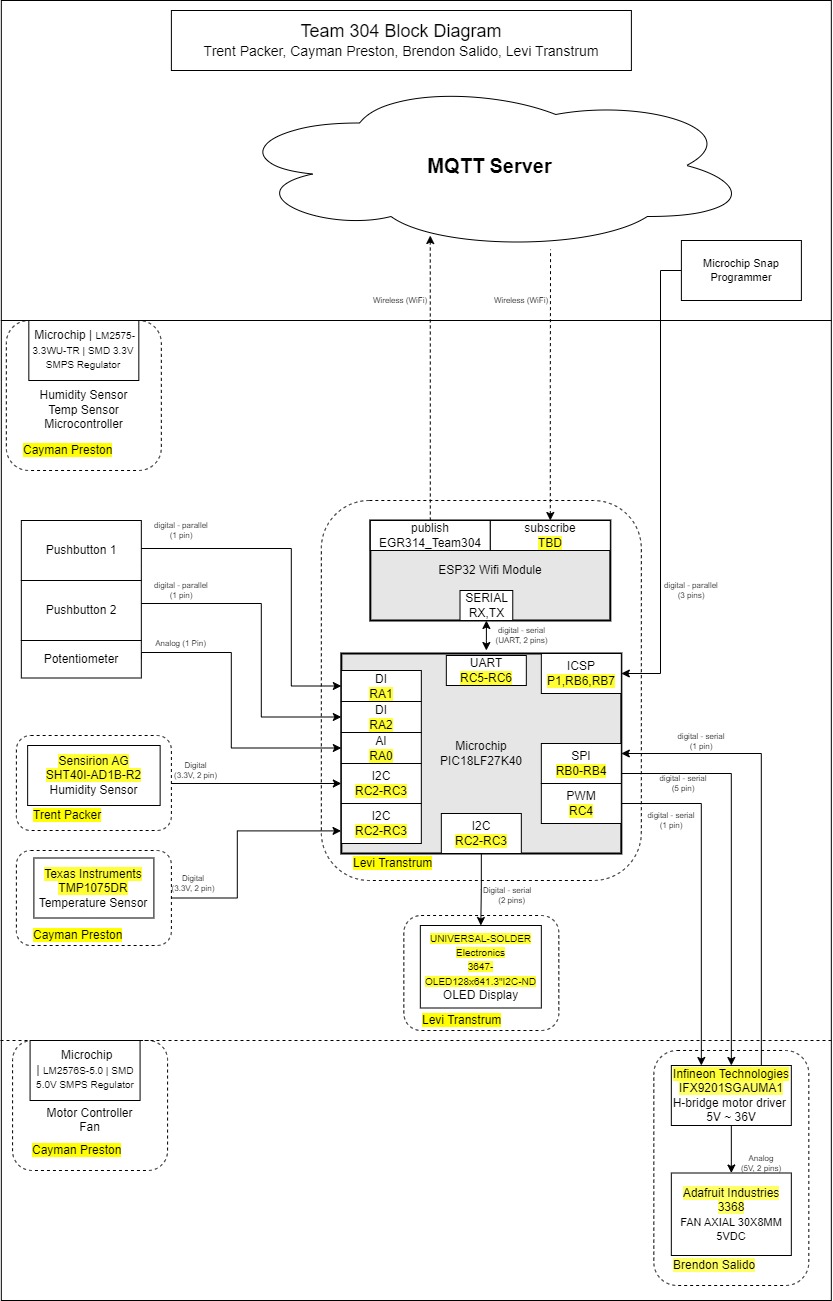 Team 304 Block Diagram
Trent Packer, Cayman Preston, Brendon Salido, Levi Transtrum
MQTT Server
Microchip Snap
Programmer
Wireless (WiFi)
Wireless (WiFi)
Microchip | LM2575-
3.3WU-TR | SMD 3.3V
SMPS Regulator
Humidity Sensor
Temp Sensor
Microcontroller
Cayman Preston
Pushbutton 1
digital - parallel
(1 pin)
Pushbutton 2
digital - parallel
(1 pin)
Potentiometer
Analog (1 Pin)
publish
EGR314_Team304
subscribe
TBD
ESP32 Wifi Module
SERIAL
RX,TX
digital - serial
(UART, 2 pins)
digital - parallel
(3 pins)
UART
RC5-RC6
ICSP
P1,RB6,RB7
DI
RA1
DI
RA2
AI
RA0
I2C
RC2-RC3
I2C
RC2-RC3
Microchip
PIC18LF27K40
SPI
RB0-RB4
PWM
RC4
I2C
RC2-RC3
Levi Transtrum
digital - serial
(1 pin)
digital - serial
(5 pin)
digital - serial
(1 pin)
Sensirion AG
SHT40I-AD1B-R2
Humidity Sensor
Trent Packer
Digital
(3.3V, 2 pin)
Texas Instruments
TMP1075DR
Temperature Sensor
Cayman Preston
Digital
(3.3V, 2 pin)
Digital - serial
(2 pins)
UNIVERSAL-SOLDER
Electronics
3647-
OLED128x641.3"I2C-ND
OLED Display
Levi Transtrum
Microchip
| LM2576S-5.0 | SMD
5.0V SMPS Regulator
Motor Controller
Fan
Cayman Preston
Infineon Technologies
IFX9201SGAUMA1
H-bridge motor driver
5V ~ 36V
Analog
(5V, 2 pins)
Adafruit Industries
3368
FAN AXIAL 30X8MM
5VDC
Brendon Salido